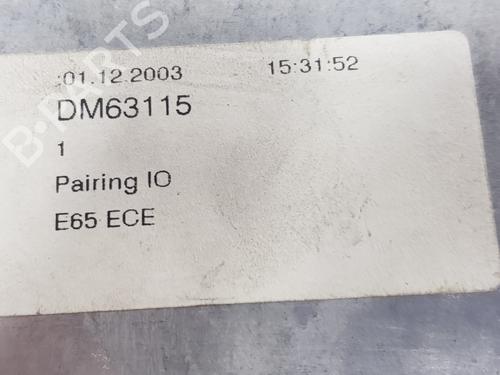 :01.12.2003 15:31:52
DM63115
1
Pairing IO
E65 ECE
B-PARTS